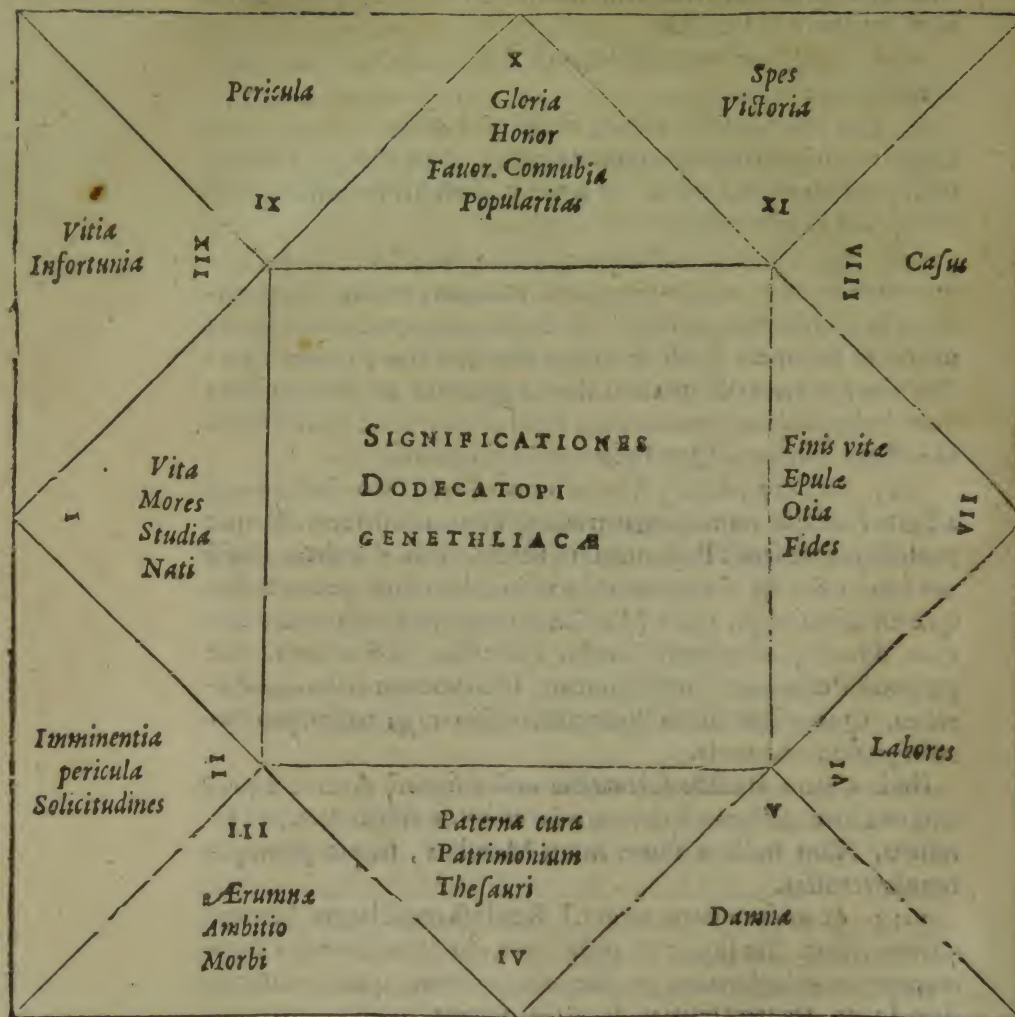 Pericula
IX
X
Gloria
Honor
Favor. Connubia
Popularitas
Spes
Victoria
XI
Vitia
Infortunia
XII
VIII
Caſus
I
Vita
Mores
Studia
Nati
SIGNIFICATIONES
DODECATOPI
GENETHLIACÆ
Finis vitæ
Epulæ
Otia
Fides
VII
Imminentia
pericula
Solicitudines
II
III
Ærumnæ
Ambitio
Morbi
Paternæ cura
Patrimonium
Theſauri
IV
V
Damna
VI
Labores